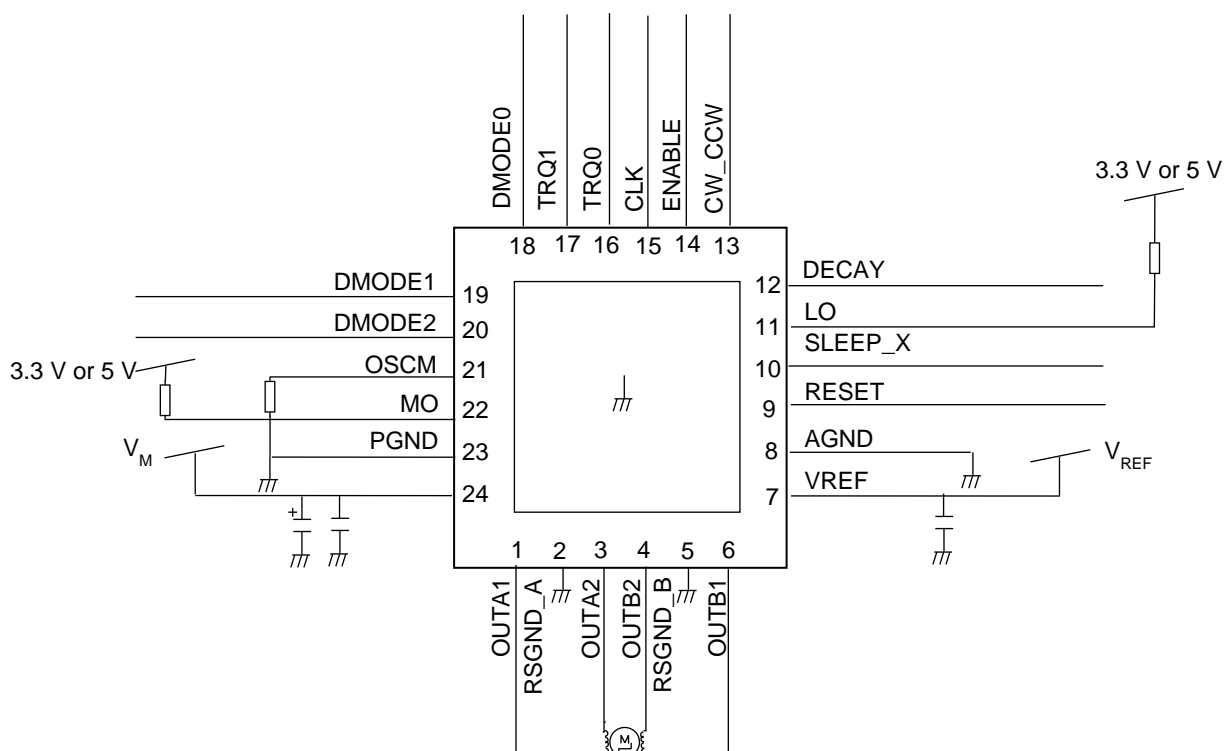 DMODE0
TRQ1
TRQ0
CLK
ENABLE
CW_CCW
3.3 V or 5 V
18 17 16 15 14 13
DMODE1
19
DMODE2
20
3.3 V or 5 V
OSCM
21
MO
22
PGND
23
V_M
24
12
DECAY
11
LO
10
SLEEP_X
9
RESET
8
AGND
7
VREF
V_REF
+
1 2 3 4 5 6
OUTA1
RSGND_A
OUTA2
OUTB2
RSGND_B
OUTB1
M